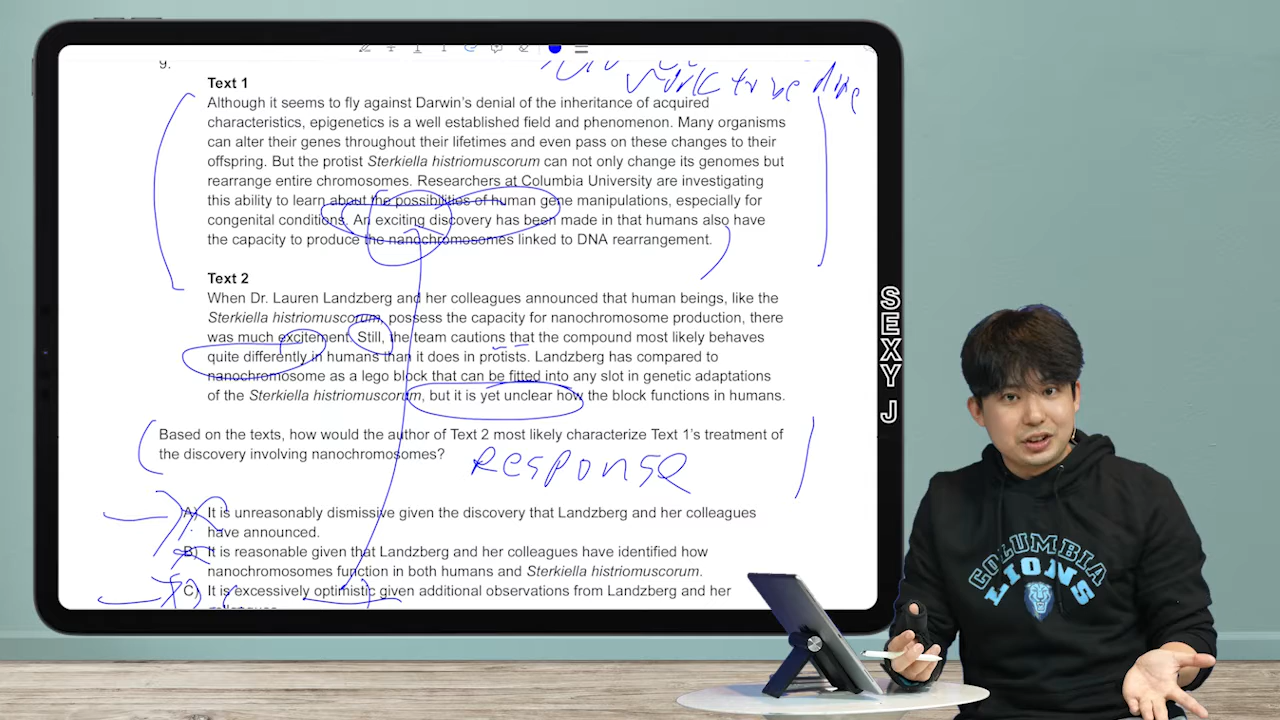 work to be done
9.
Text 1
Although it seems to fly against Darwin's denial of the inheritance of acquired
characteristics, epigenetics is a well established field and phenomenon. Many organisms
can alter their genes throughout their lifetimes and even pass on these changes to their
offspring. But the protist Sterkiella histriomuscorum can not only change its genomes but
rearrange entire chromosomes. Researchers at Columbia University are investigating
this ability to learn about the possibilities of human gene manipulations, especially for
congenital conditions. An exciting discovery has been made in that humans also have
the capacity to produce the nanochromosomes linked to DNA rearrangement.
Text 2
When Dr. Lauren Landzberg and her colleagues announced that human beings, like the
Sterkiella histriomuscorum, possess the capacity for nanochromosome production, there
was much excitement. Still, the team cautions that the compound most likely behaves
quite differently in humans than it does in protists. Landzberg has compared to
nanochromosome as a lego block that can be fitted into any slot in genetic adaptations
of the Sterkiella histriomuscorum, but it is yet unclear how the block functions in humans.
Based on the texts, how would the author of Text 2 most likely characterize Text 1's treatment of
the discovery involving nanochromosomes?
Response
A) It is unreasonably dismissive given the discovery that Landzberg and her colleagues
have announced.
B) It is reasonable given that Landzberg and her colleagues have identified how
nanochromosomes function in both humans and Sterkiella histriomuscorum.
C) It is excessively optimistic given additional observations from Landzberg and her
SEXY J
COLUMBIA
LIONS